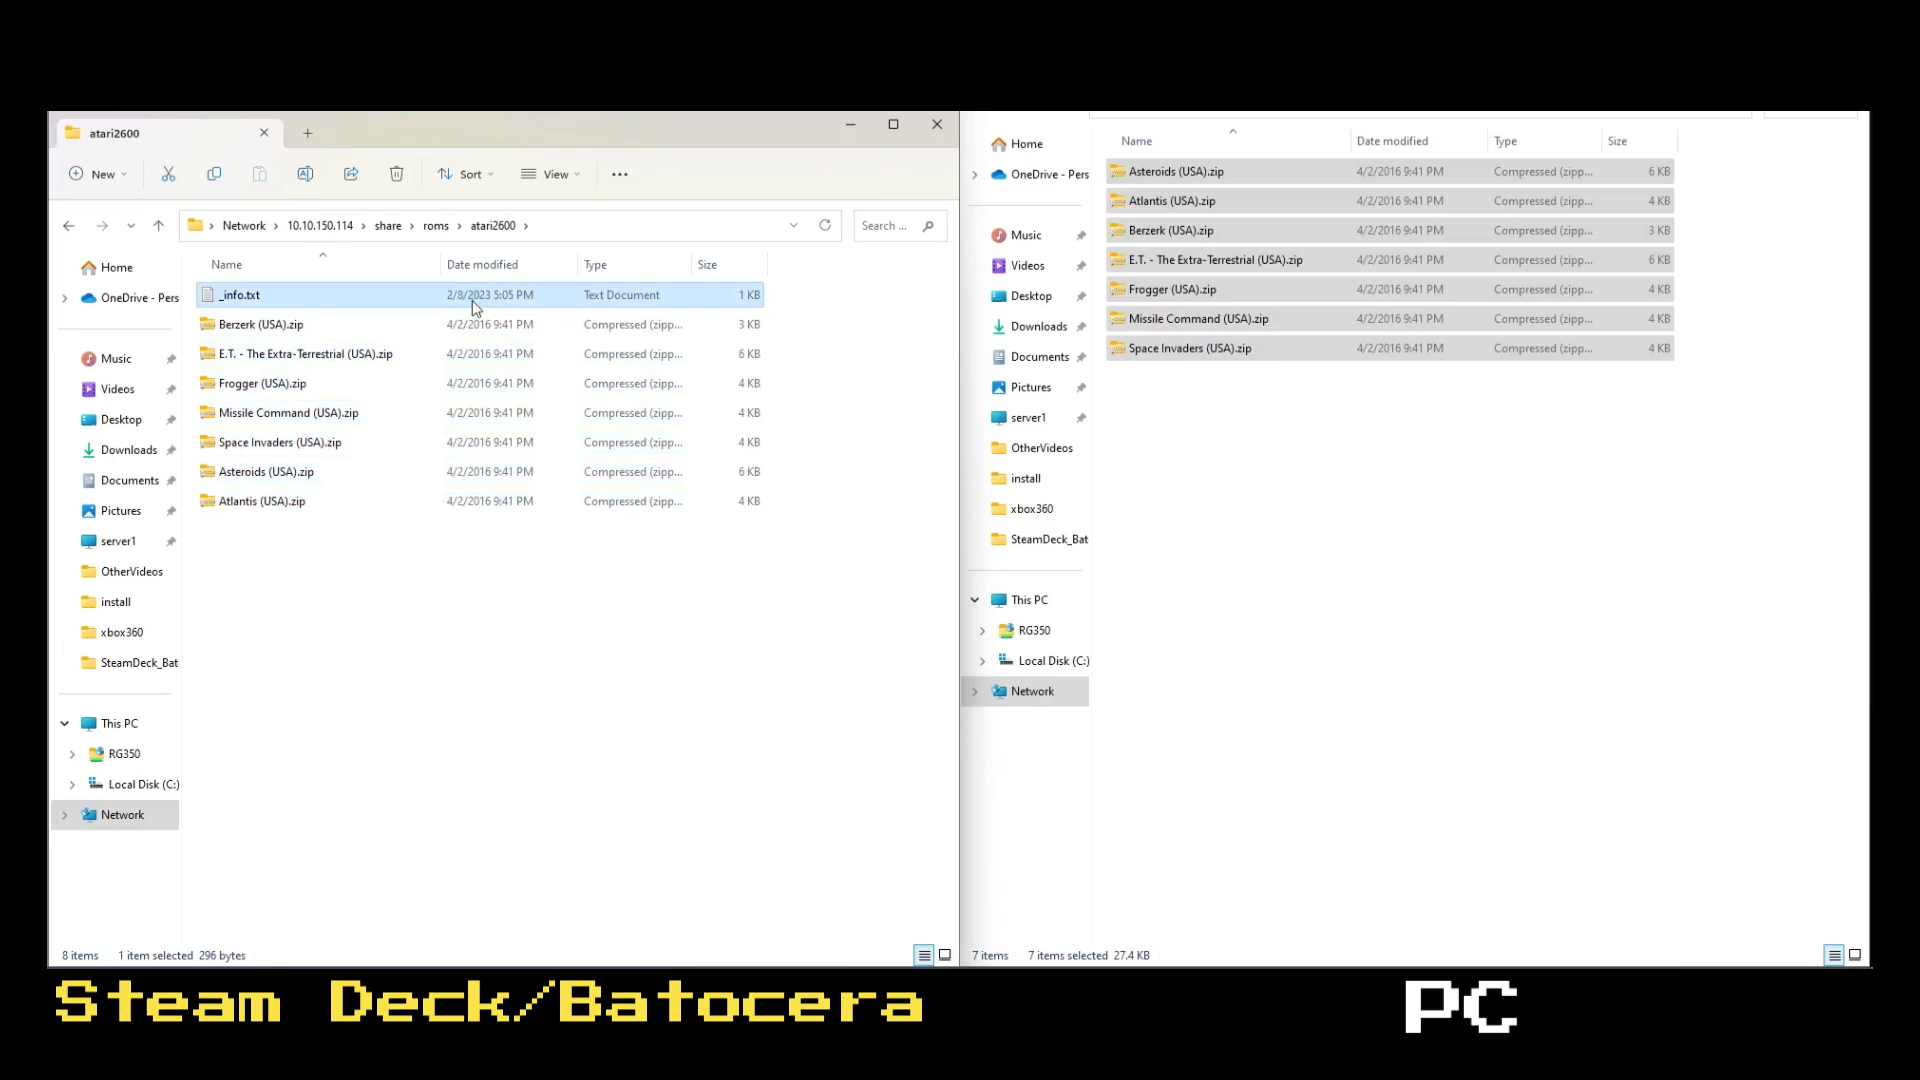 atari2600
New
Sort
View
Network
10.10.150.114
share
roms
atari2600
Search ...
Home
OneDrive - Pers
Music
Videos
Desktop
Downloads
Documents
Pictures
server1
OtherVideos
install
xbox360
SteamDeck_Bat
This PC
RG350
Local Disk (C:)
Network
Name Date modified Type Size
_info.txt 2/8/2023 5:05 PM Text Document 1 KB
Berzerk (USA).zip 4/2/2016 9:41 PM Compressed (zipp... 3 KB
E.T. - The Extra-Terrestrial (USA).zip 4/2/2016 9:41 PM Compressed (zipp... 6 KB
Frogger (USA).zip 4/2/2016 9:41 PM Compressed (zipp... 4 KB
Missile Command (USA).zip 4/2/2016 9:41 PM Compressed (zipp... 4 KB
Space Invaders (USA).zip 4/2/2016 9:41 PM Compressed (zipp... 4 KB
Asteroids (USA).zip 4/2/2016 9:41 PM Compressed (zipp... 6 KB
Atlantis (USA).zip 4/2/2016 9:41 PM Compressed (zipp... 4 KB
8 items 1 item selected 296 bytes
Home
OneDrive - Pers
Music
Videos
Desktop
Downloads
Documents
Pictures
server1
OtherVideos
install
xbox360
SteamDeck_Bat
This PC
RG350
Local Disk (C:)
Network
Name Date modified Type Size
Asteroids (USA).zip 4/2/2016 9:41 PM Compressed (zipp... 6 KB
Atlantis (USA).zip 4/2/2016 9:41 PM Compressed (zipp... 4 KB
Berzerk (USA).zip 4/2/2016 9:41 PM Compressed (zipp... 3 KB
E.T. - The Extra-Terrestrial (USA).zip 4/2/2016 9:41 PM Compressed (zipp... 6 KB
Frogger (USA).zip 4/2/2016 9:41 PM Compressed (zipp... 4 KB
Missile Command (USA).zip 4/2/2016 9:41 PM Compressed (zipp... 4 KB
Space Invaders (USA).zip 4/2/2016 9:41 PM Compressed (zipp... 4 KB
7 items 7 items selected 27.4 KB
Steam Deck/Batocera
PC